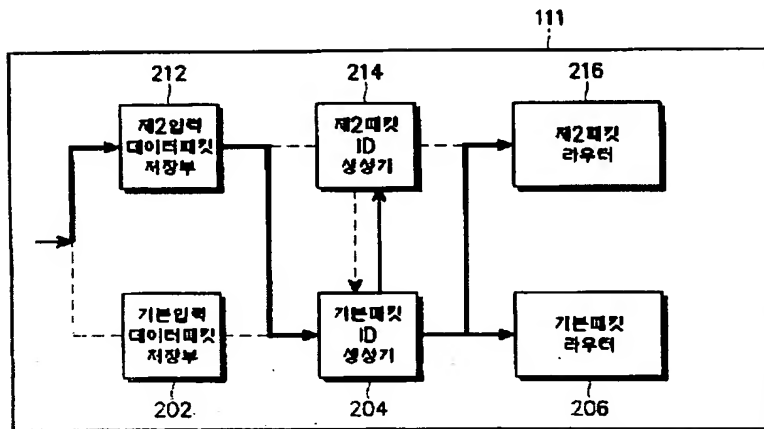 111
212
214
216
제2입력
데이터패킷
저장부
제2패킷
ID
생성기
제2패킷
라우터
기본입력
데이터패킷
저장부
기본패킷
ID
생성기
기본패킷
라우터
202
204
206